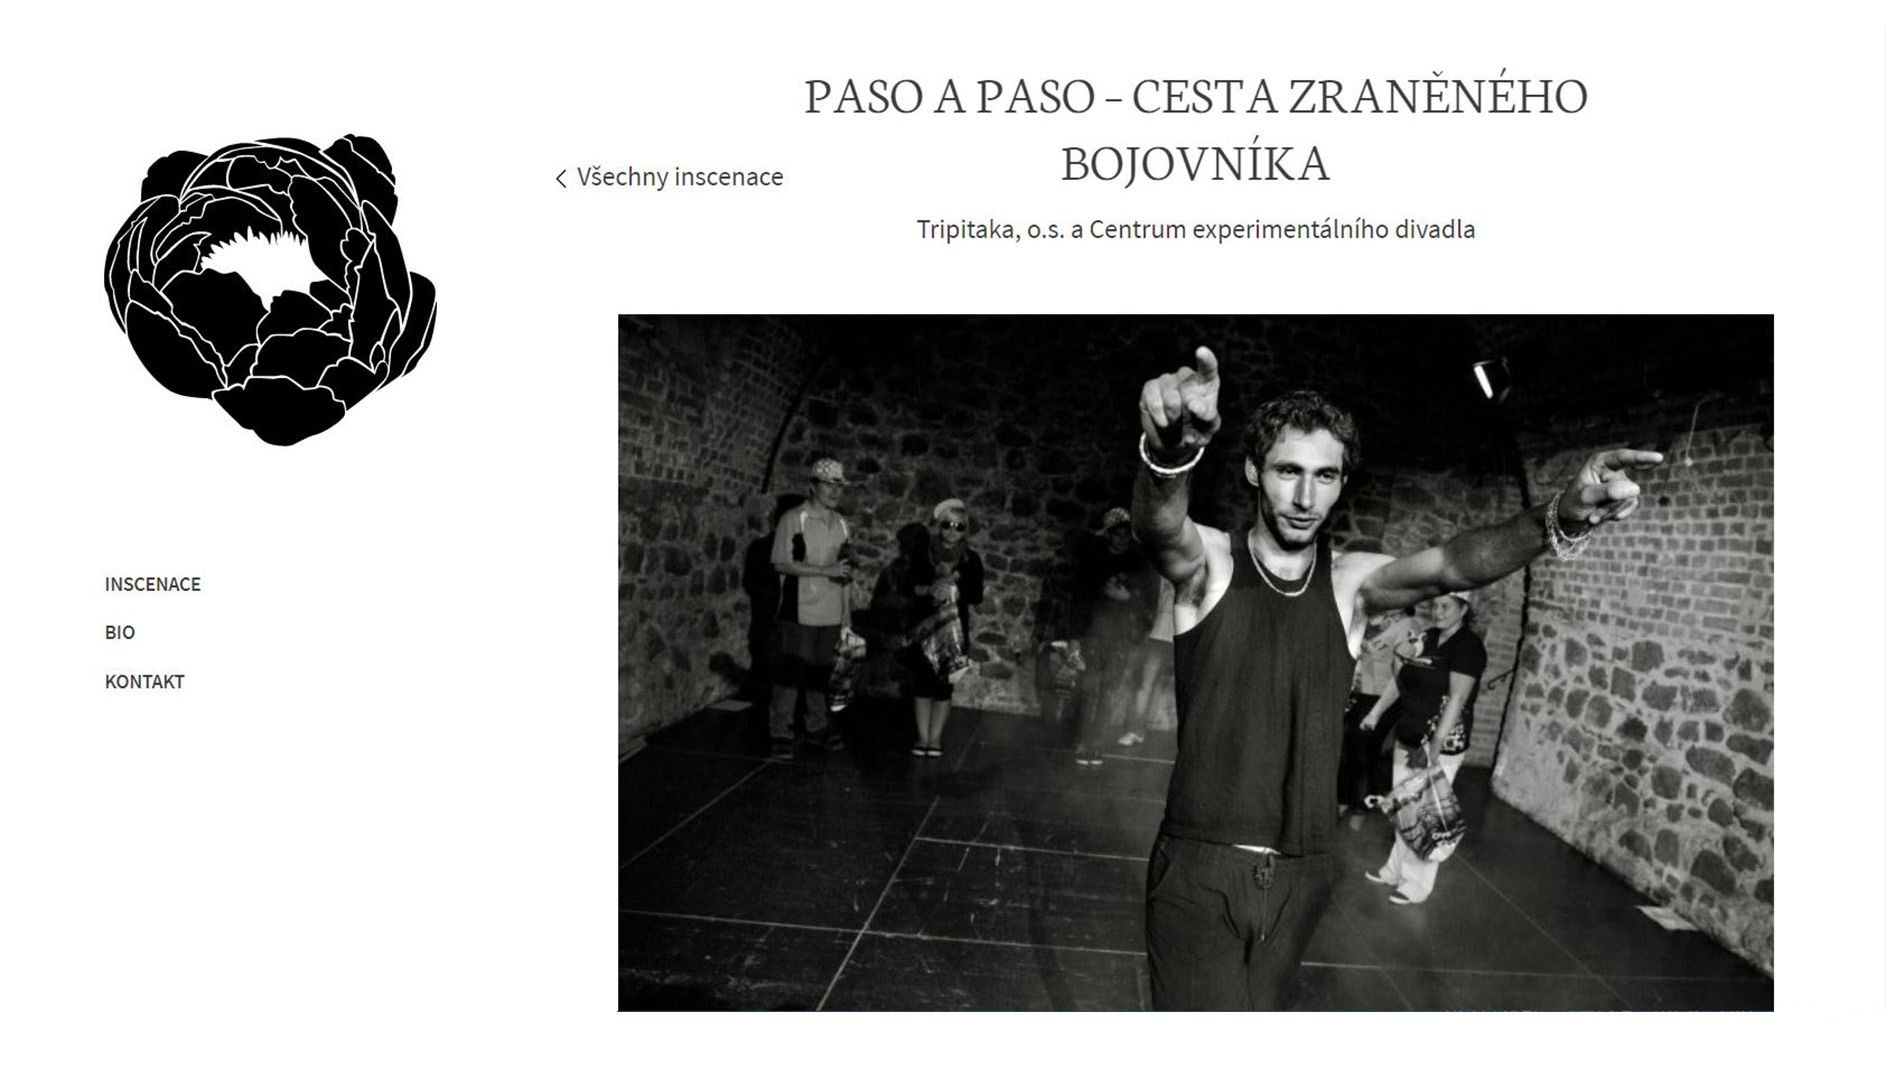 PASO A PASO – CESTA ZRANĚNÉHO
BOJOVNÍKA
Všechny inscenace
Tripitaka, o.s. a Centrum experimentálního divadla
INSCENACE
BIO
KONTAKT